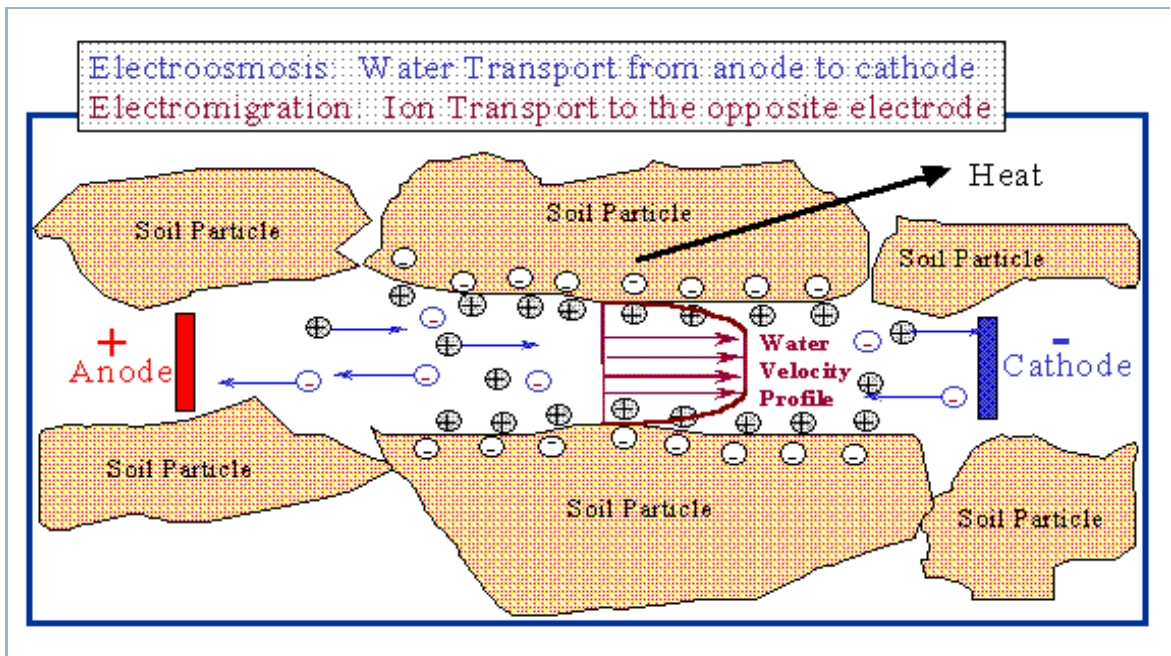 Electroosmosis: Water Transport from anode to cathode
Electromigration: Ion Transport to the opposite electrode
Heat
Soil Particle
Soil Particle
Soil Particle
+
Anode
Water
Velocity
Profile
-
Cathode
Soil Particle
Soil Particle
Soil Particle